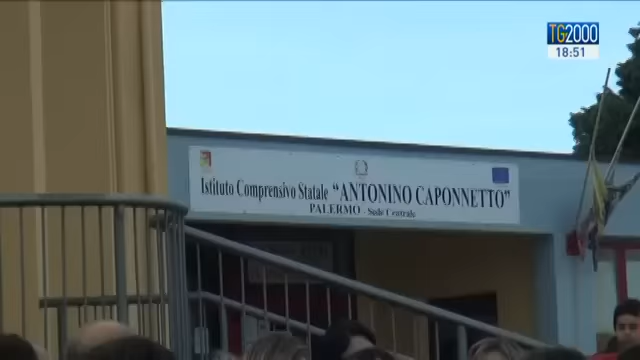 TG2000
18:51
Istituto Comprensivo Statale "ANTONINO CAPONNETTO"
PALERMO - Sede Centrale